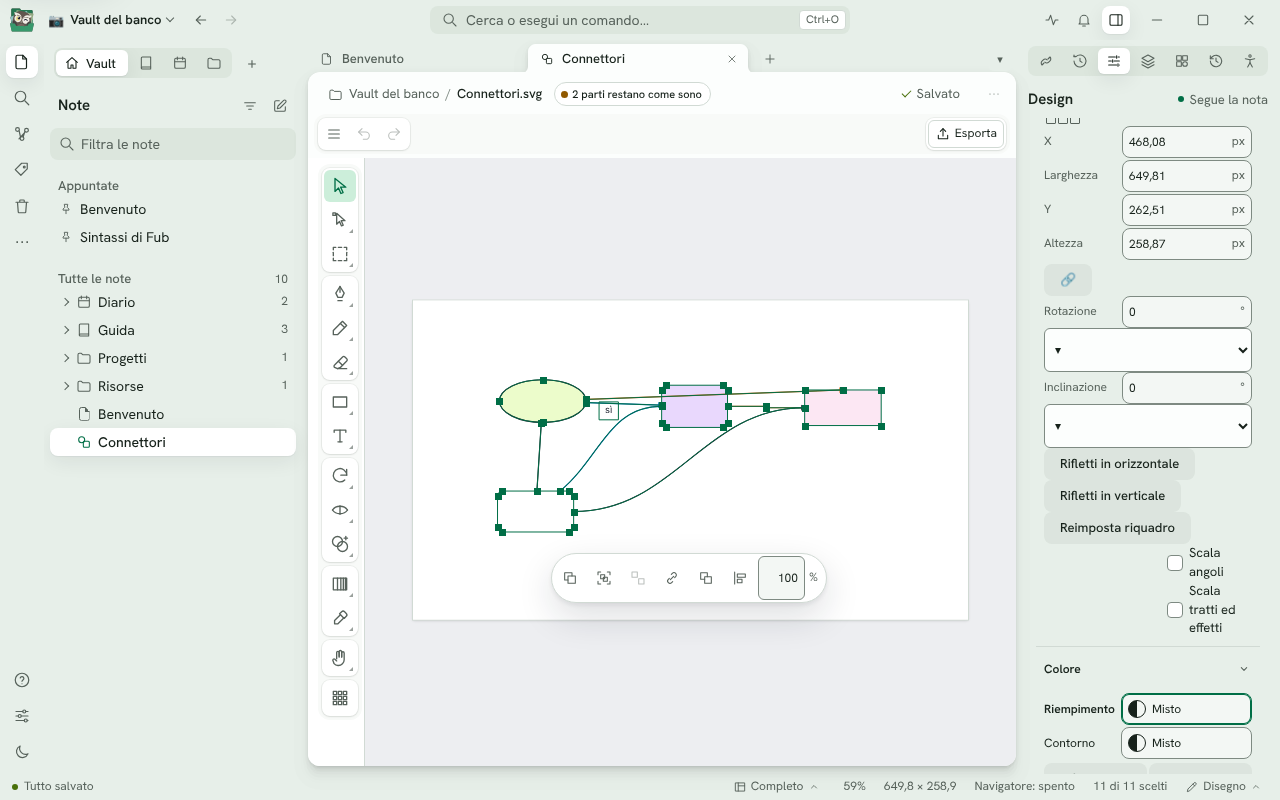 Vault del banco
Cerca o esegui un comando...
Ctrl+O
Vault
Benvenuto
Connettori
Note
Filtra le note
Appuntate
Benvenuto
Sintassi di Fub
Tutte le note 10
Diario 2
Guida 3
Progetti 1
Risorse 1
Benvenuto
Connettori
Vault del banco / Connettori.svg
2 parti restano come sono
Salvato
Esporta
sì
100 %
Design
Segue la nota
X 468,08 px
Larghezza 649,81 px
Y 262,51 px
Altezza 258,87 px
Rotazione 0 °
Inclinazione 0 °
Rifletti in orizzontale
Rifletti in verticale
Reimposta riquadro
Scala
angoli
Scala
tratti ed
effetti
Colore
Riempimento Misto
Contorno Misto
Tutto salvato
Completo
59%
649,8 × 258,9
Navigatore: spento
11 di 11 scelti
Disegno